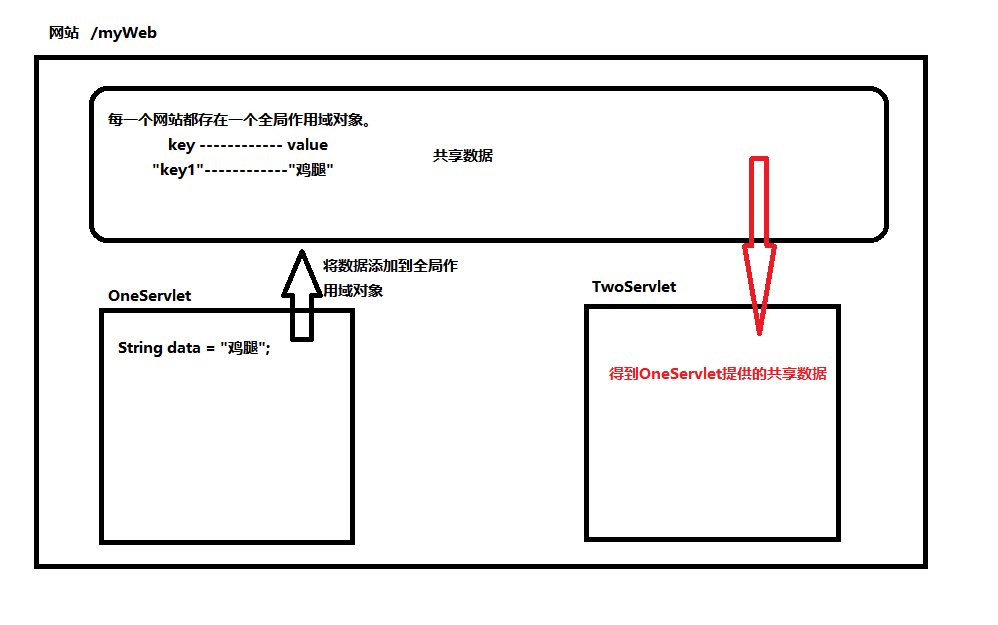 网站 /myWeb
每一个网站都存在一个全局作用域对象。
key ------------ value
"key1"------------"鸡腿"
共享数据
将数据添加到全局作
用域对象
OneServlet
String data = "鸡腿";
TwoServlet
得到OneServlet提供的共享数据